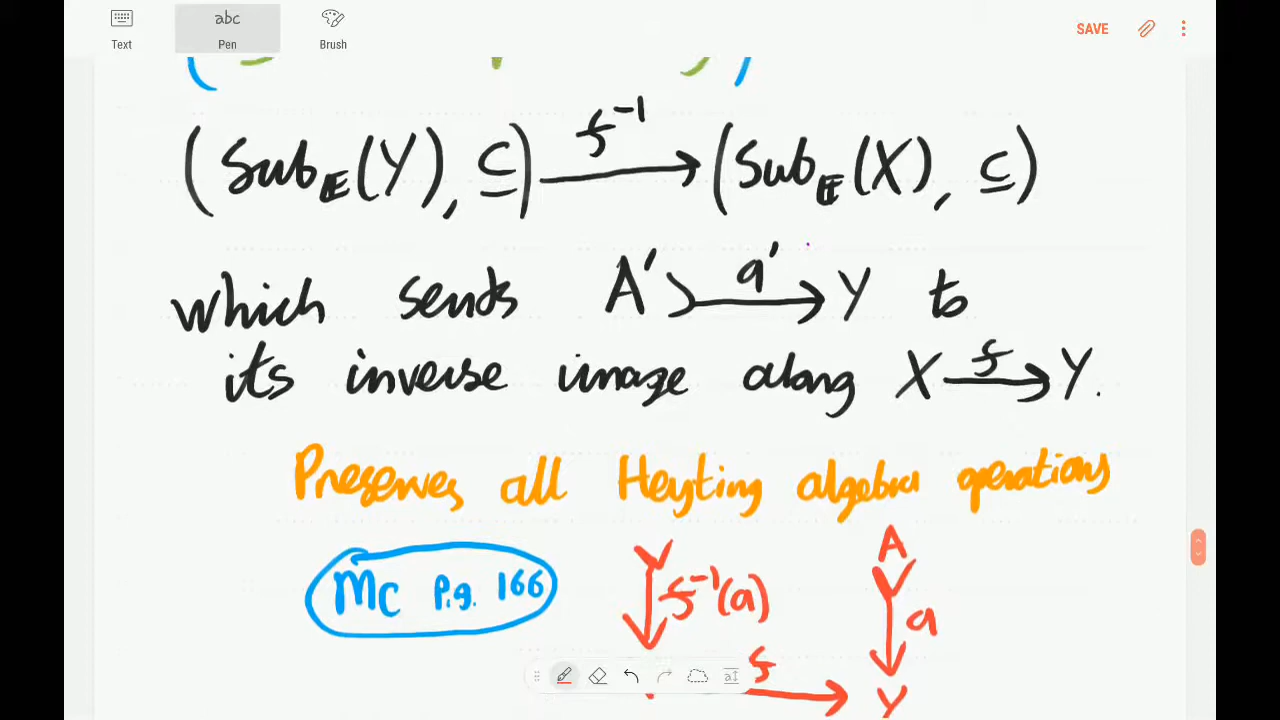 Text
abc
Pen
Brush
SAVE
(Sub_E(Y), ⊆) f⁻¹→ (Sub_E(X), ⊆)
which sends A' >—a'→ Y to
its inverse image along X —f→ Y.
Preserves all Heyting algebra operations
Mc P.g. 166
A
f⁻¹(a)
a
f
Y